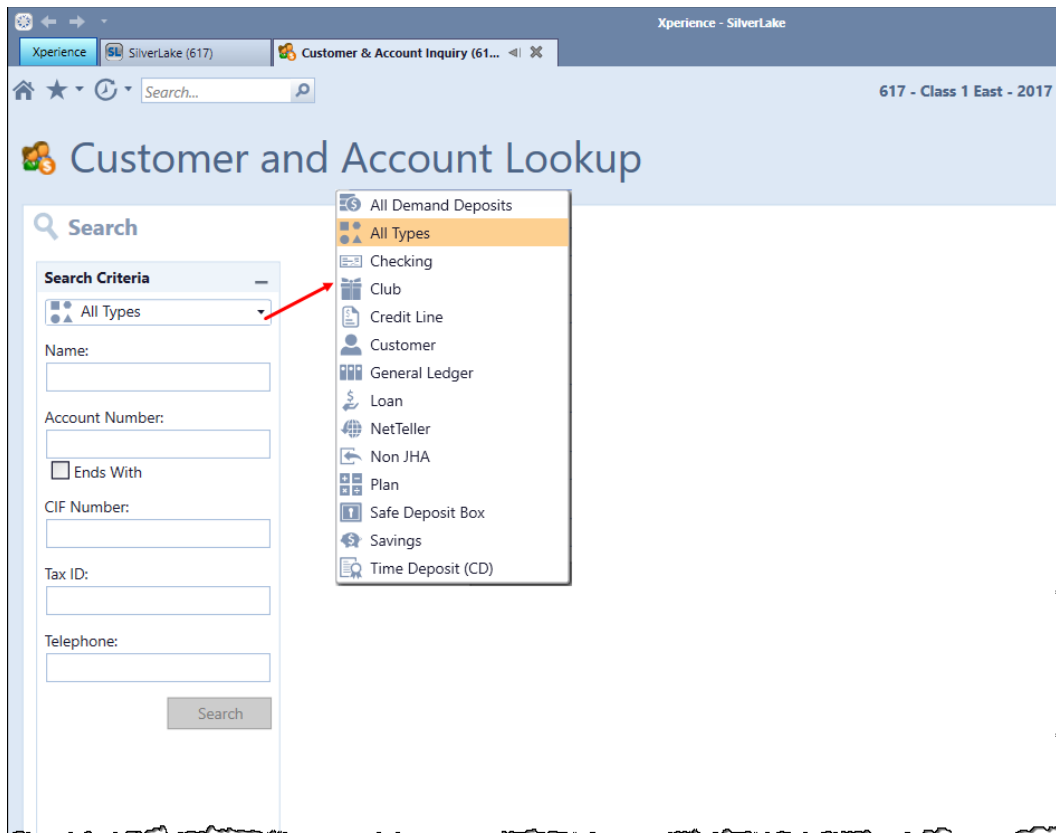 Xperience - SilverLake
Xperience
SL SilverLake (617)
Customer & Account Inquiry (61...
Search...
617 - Class 1 East - 2017
Customer and Account Lookup
Search
Search Criteria
All Types
Name:
Account Number:
Ends With
CIF Number:
Tax ID:
Telephone:
Search
All Demand Deposits
All Types
Checking
Club
Credit Line
Customer
General Ledger
Loan
NetTeller
Non JHA
Plan
Safe Deposit Box
Savings
Time Deposit (CD)